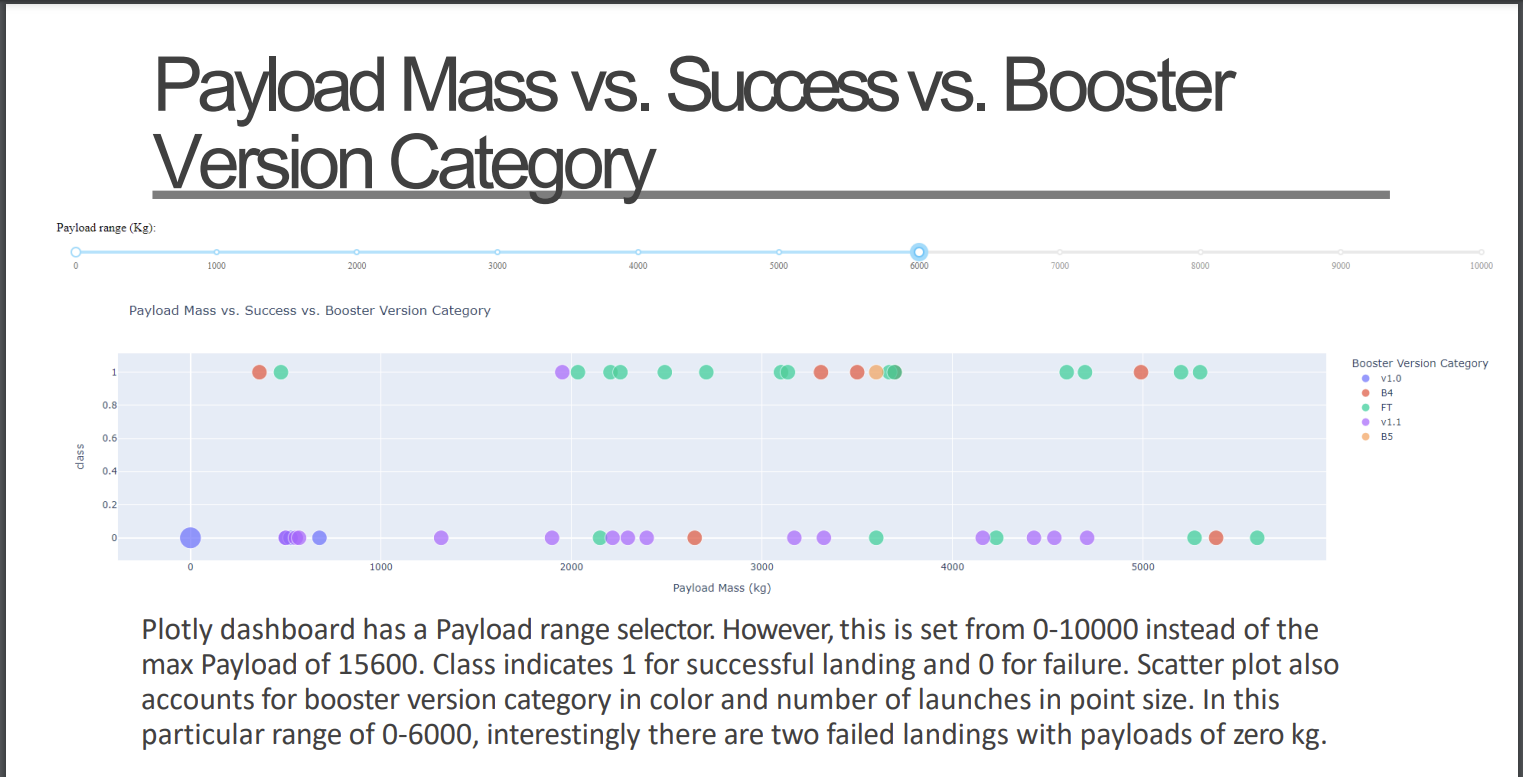 Payload Mass vs. Success vs. Booster
Version Category
Payload range (Kg):
0 1000 2000 3000 4000 5000 6000 7000 8000 9000 10000
Payload Mass vs. Success vs. Booster Version Category
Booster Version Category
v1.0
B4
FT
v1.1
B5
class
1
0.8
0.6
0.4
0.2
0
0 1000 2000 3000 4000 5000
Payload Mass (kg)
Plotly dashboard has a Payload range selector. However, this is set from 0-10000 instead of the
max Payload of 15600. Class indicates 1 for successful landing and 0 for failure. Scatter plot also
accounts for booster version category in color and number of launches in point size. In this
particular range of 0-6000, interestingly there are two failed landings with payloads of zero kg.